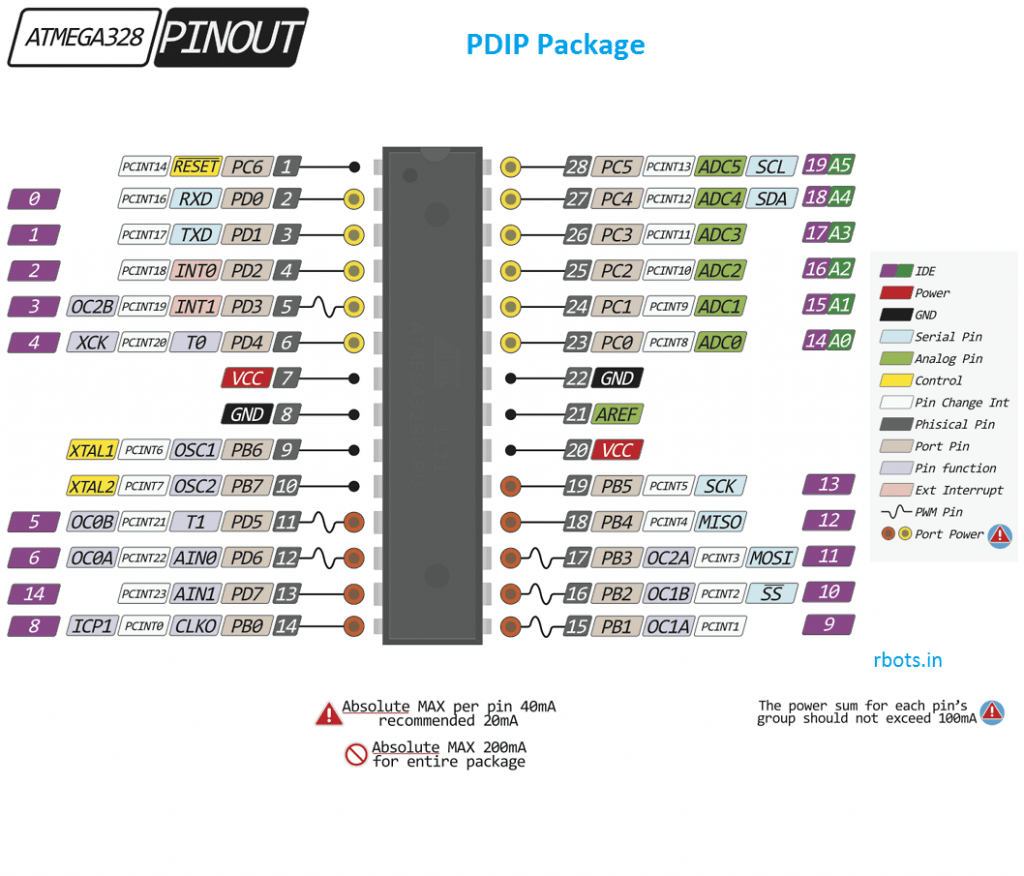 ATMEGA328 PINOUT
PDIP Package
PCINT14 RESET PC6 1
0 PCINT16 RXD PD0 2
1 PCINT17 TXD PD1 3
2 PCINT18 INT0 PD2 4
3 OC2B PCINT19 INT1 PD3 5
4 XCK PCINT20 T0 PD4 6
VCC 7
GND 8
XTAL1 PCINT6 OSC1 PB6 9
XTAL2 PCINT7 OSC2 PB7 10
5 OC0B PCINT21 T1 PD5 11
6 OC0A PCINT22 AIN0 PD6 12
14 PCINT23 AIN1 PD7 13
8 ICP1 PCINT0 CLKO PB0 14
28 PC5 PCINT13 ADC5 SCL 19 A5
27 PC4 PCINT12 ADC4 SDA 18 A4
26 PC3 PCINT11 ADC3 17 A3
25 PC2 PCINT10 ADC2 16 A2
24 PC1 PCINT9 ADC1 15 A1
23 PC0 PCINT8 ADC0 14 A0
22 GND
21 AREF
20 VCC
19 PB5 PCINT5 SCK 13
18 PB4 PCINT4 MISO 12
17 PB3 OC2A PCINT3 MOSI 11
16 PB2 OC1B PCINT2 SS 10
15 PB1 OC1A PCINT1 9
IDE
Power
GND
Serial Pin
Analog Pin
Control
Pin Change Int
Phisical Pin
Port Pin
Pin function
Ext Interrupt
PWM Pin
Port Power
rbots.in
Absolute MAX per pin 40mA
recommended 20mA
Absolute MAX 200mA
for entire package
The power sum for each pin's
group should not exceed 100mA